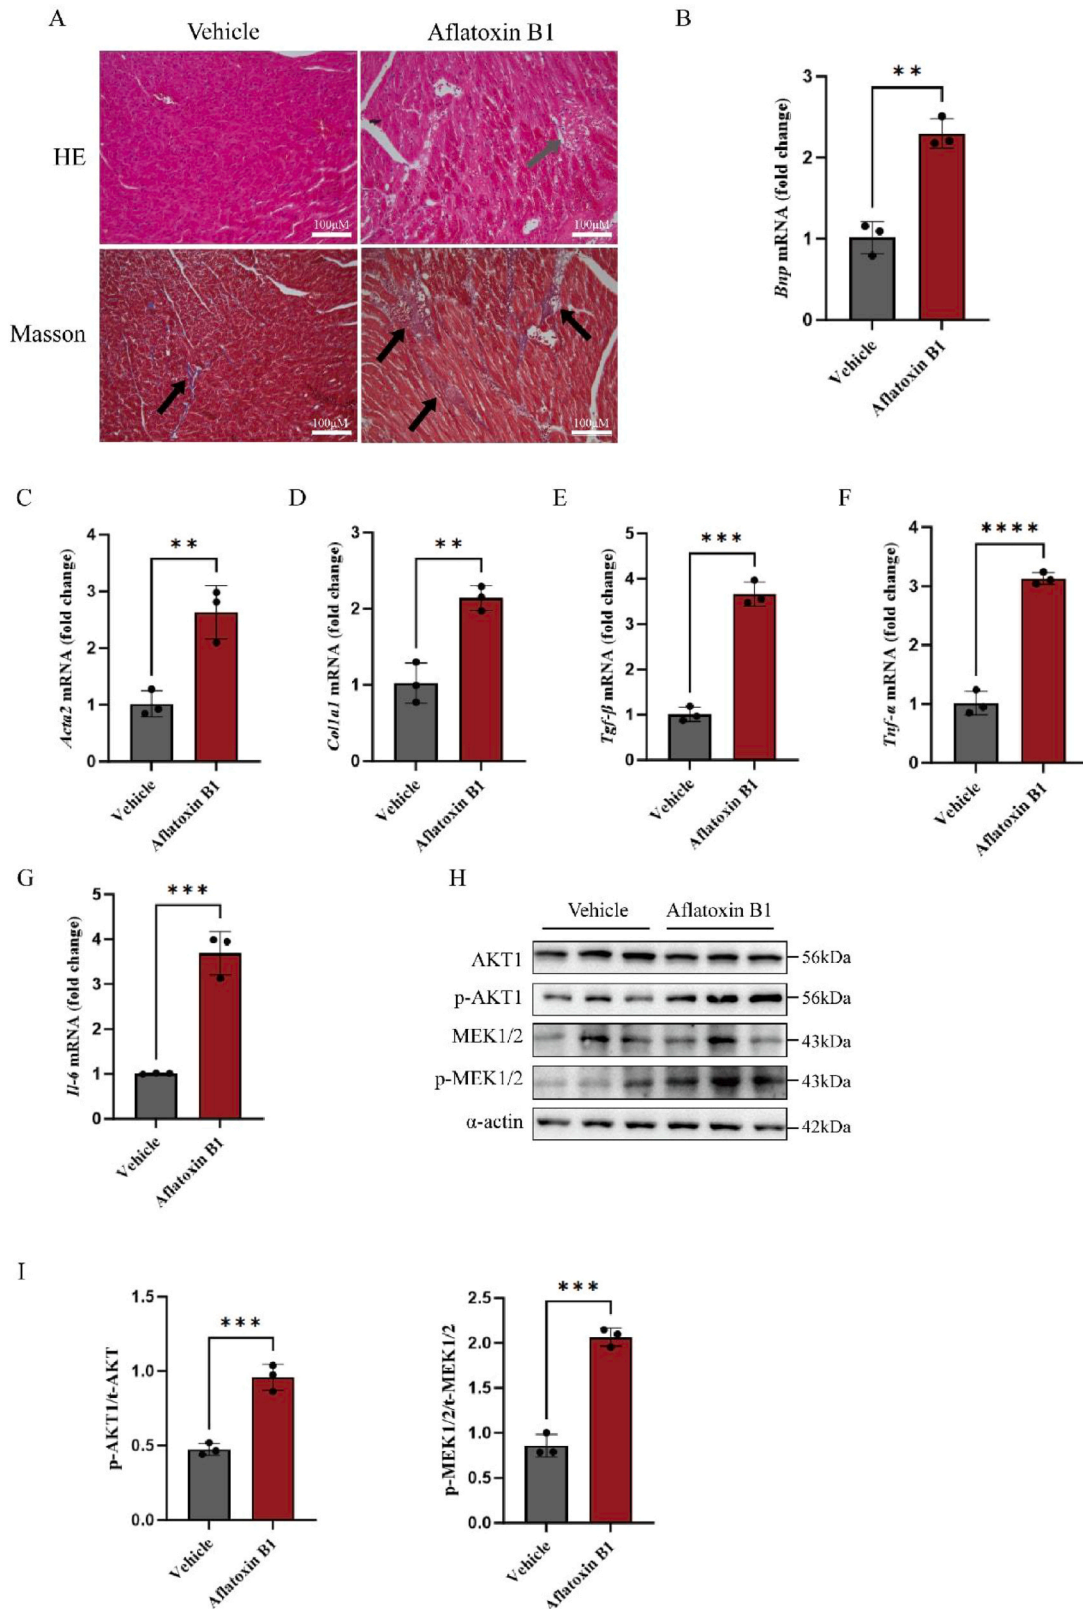 A
Vehicle
Aflatoxin B1
HE
100μM
100μM
Masson
100μM
100μM
B
**
Bnp mRNA (fold change)
3
2
1
0
Vehicle
Aflatoxin B1
C
**
Acta2 mRNA (fold change)
4
3
2
1
0
Vehicle
Aflatoxin B1
D
**
Col1a1 mRNA (fold change)
3
2
1
0
Vehicle
Aflatoxin B1
E
***
Tgf-β mRNA (fold change)
5
4
3
2
1
0
Vehicle
Aflatoxin B1
F
****
Tnf-α mRNA (fold change)
4
3
2
1
0
Vehicle
Aflatoxin B1
G
***
Il-6 mRNA (fold change)
5
4
3
2
1
0
Vehicle
Aflatoxin B1
H
Vehicle Aflatoxin B1
AKT1 56kDa
p-AKT1 56kDa
MEK1/2 43kDa
p-MEK1/2 43kDa
α-actin 42kDa
I
***
p-AKT1/t-AKT
1.5
1.0
0.5
0.0
Vehicle
Aflatoxin B1
***
p-MEK1/2/t-MEK1/2
2.5
2.0
1.5
1.0
0.5
0.0
Vehicle
Aflatoxin B1